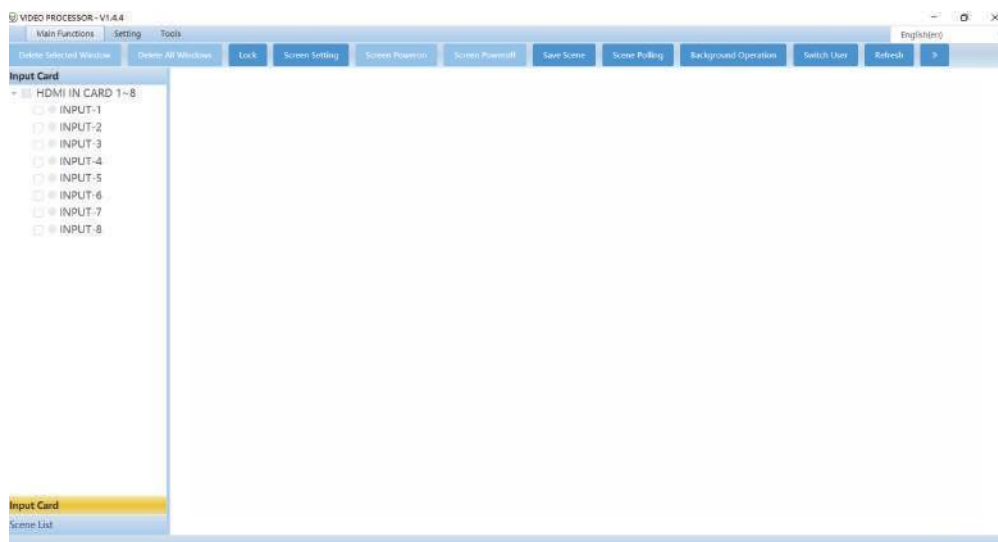 VIDEO PROCESSOR - V1.4.4
Main Functions Setting Tools English(en)
Delete Selected Window Delete All Windows Lock Screen Setting Screen Poweron Screen Poweroff Save Scene Scene Polling Background Operation Switch User Refresh »
Input Card
HDMI IN CARD 1~8
INPUT-1
INPUT-2
INPUT-3
INPUT-4
INPUT-5
INPUT-6
INPUT-7
INPUT-8
Input Card
Scene List